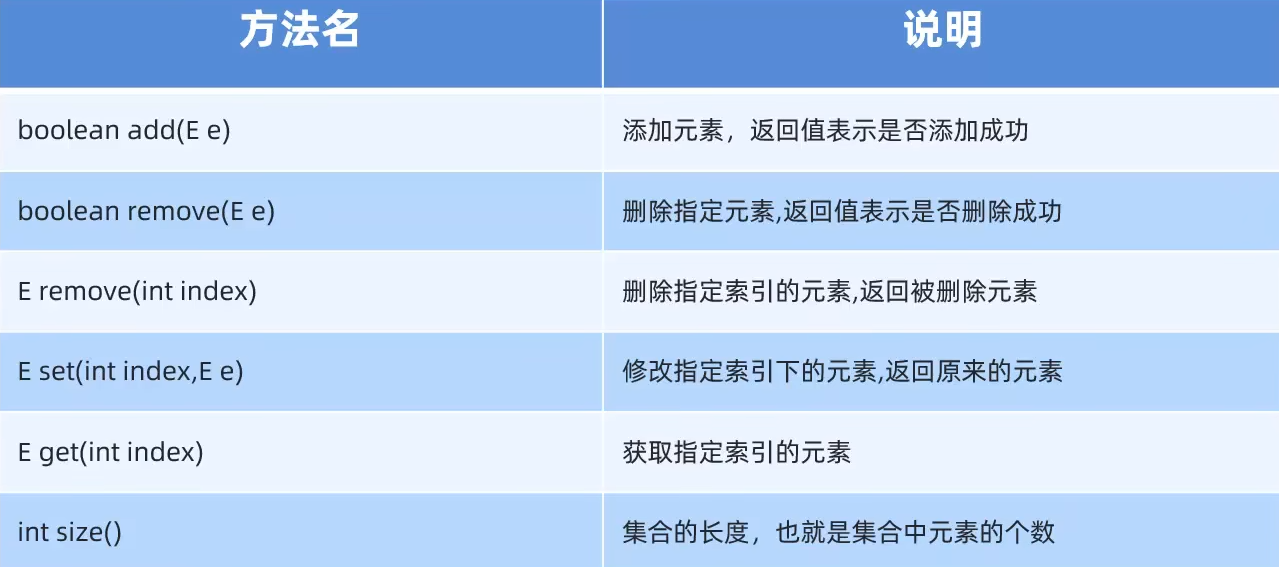 方法名 说明
boolean add(E e) 添加元素，返回值表示是否添加成功
boolean remove(E e) 删除指定元素,返回值表示是否删除成功
E remove(int index) 删除指定索引的元素,返回被删除元素
E set(int index,E e) 修改指定索引下的元素,返回原来的元素
E get(int index) 获取指定索引的元素
int size() 集合的长度，也就是集合中元素的个数